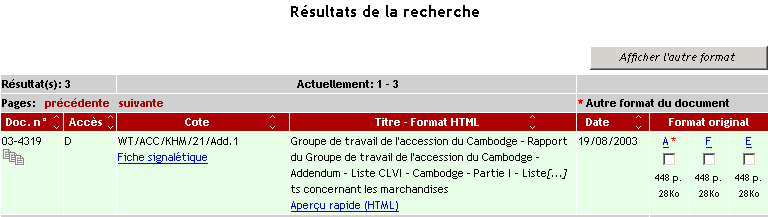 Résultats de la recherche
Afficher l'autre format
Résultat(s): 3 Actuellement: 1 - 3
Pages: précédente suivante * Autre format du document
Doc. n° Accès Cote Titre - Format HTML Date Format original
03-4319 D WT/ACC/KHM/21/Add.1 Groupe de travail de l'accession du Cambodge - Rapport 19/08/2003 A * F E
Fiche signalétique du Groupe de travail de l'accession du Cambodge -
Addendum - Liste CLVI - Cambodge - Partie I - Liste[...] 448 p. 448 p. 448 p.
ts concernant les marchandises 28Ko 28Ko 28Ko
Aperçu rapide (HTML)